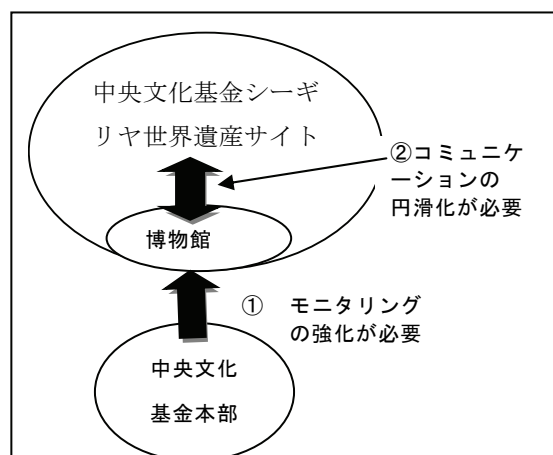 中央文化基金シーギ
リヤ世界遺産サイト
②コミュニケ
ーションの
円滑化が必要
博物館
① モニタリング
の強化が必要
中央文化
基金本部